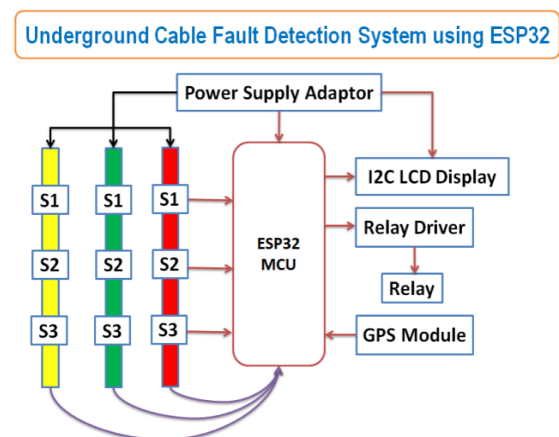 Underground Cable Fault Detection System using ESP32
Power Supply Adaptor
S1 S1 S1
S2 S2 S2
S3 S3 S3
ESP32
MCU
I2C LCD Display
Relay Driver
Relay
GPS Module